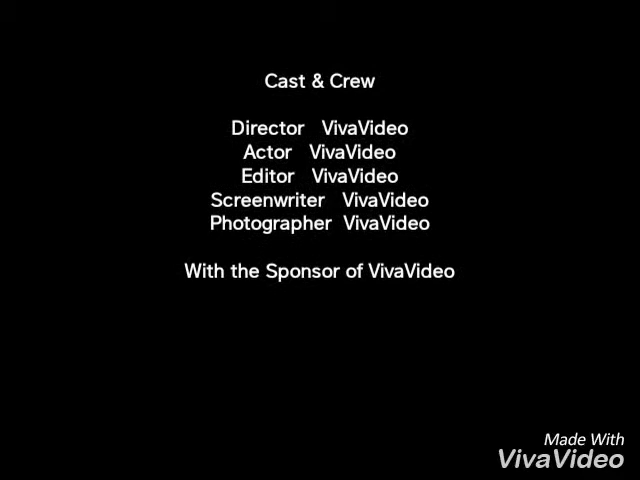 Cast & Crew
Director VivaVideo
Actor VivaVideo
Editor VivaVideo
Screenwriter VivaVideo
Photographer VivaVideo
With the Sponsor of VivaVideo
Made With
VivaVideo